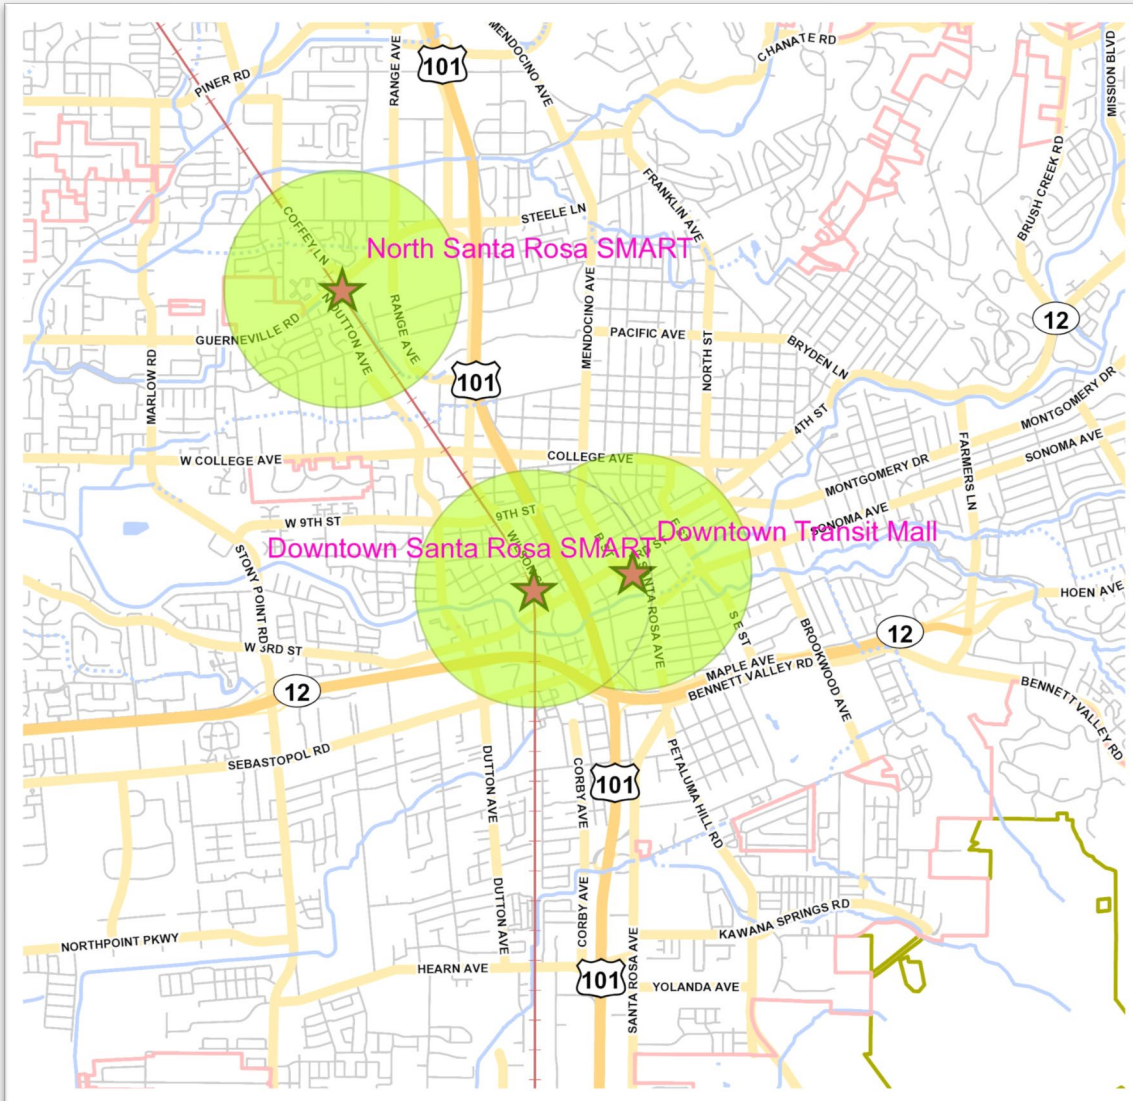 MENDOCINO AVE
CHANATE RD
RANGE AVE
101
MISSION BLVD
PINER RD
BRUSH CREEK RD
FRANKLIN AVE
STEELE LN
COFFEY LN
North Santa Rosa SMART
MENDOCINO AVE
12
GUERNEVILLE RD
N DUTTON AVE
RANGE AVE
PACIFIC AVE
NORTH ST
BRYDEN LN
MARLOW RD
101
MONTGOMERY DR
4TH ST
W COLLEGE AVE
COLLEGE AVE
FARMERS LN
SONOMA AVE
MONTGOMERY DR
SONOMA AVE
W 9TH ST
9TH ST
Downtown Transit Mall
Downtown Santa Rosa SMART
STONY POINT RD
SANTA ROSA AVE
HOEN AVE
S E ST
BROOKWOOD AVE
12
W 3RD ST
MAPLE AVE
BENNETT VALLEY RD
12
BENNETT VALLEY RD
SEBASTOPOL RD
DUTTON AVE
CORBY AVE
101
PETALUMA HILL RD
DUTTON AVE
CORBY AVE
KAWANA SPRINGS RD
NORTHPOINT PKWY
HEARN AVE
101
SANTA ROSA AVE
YOLANDA AVE